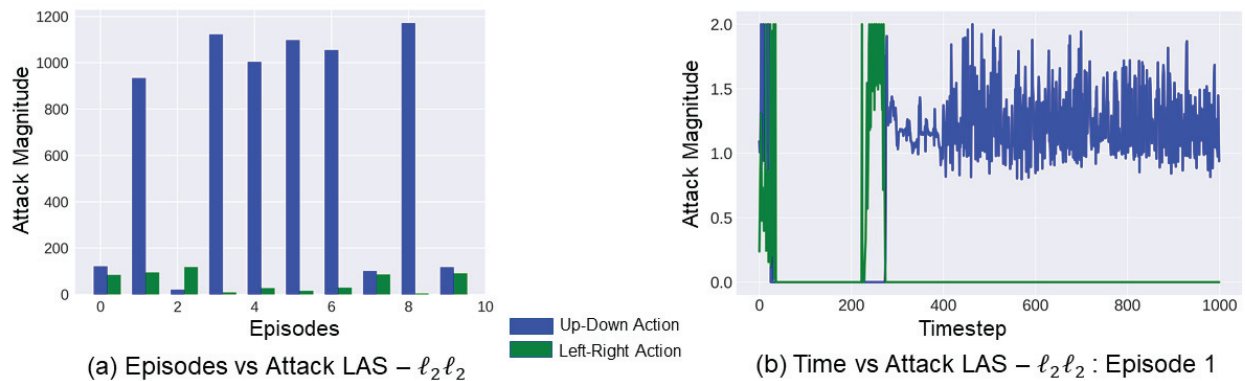 1200
1000
800
600
400
200
0
Attack Magnitude
0 2 4 6 8 10
Episodes
(a) Episodes vs Attack LAS – ℓ₂ℓ₂
Up-Down Action
Left-Right Action
2.0
1.5
1.0
0.5
0.0
Attack Magnitude
0 200 400 600 800 1000
Timestep
(b) Time vs Attack LAS – ℓ₂ℓ₂ : Episode 1